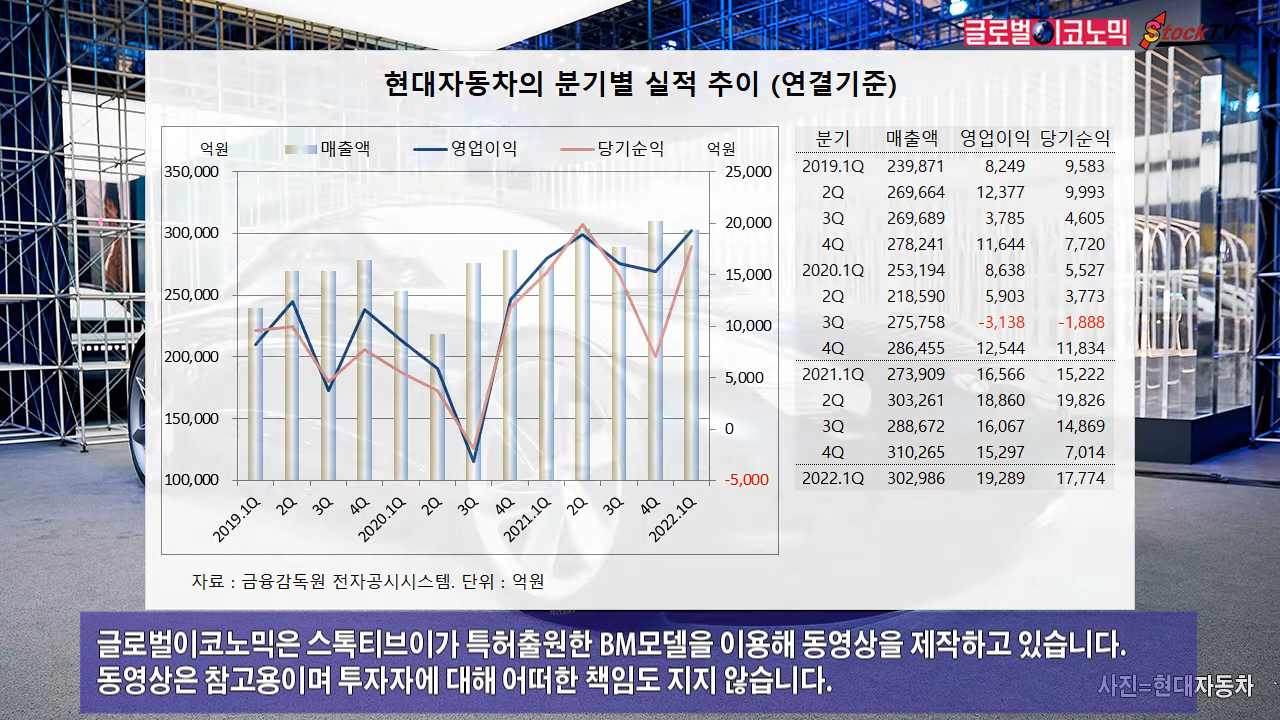 글로벌이코노믹 StockTV
현대자동차의 분기별 실적 추이 (연결기준)
억원 매출액 영업이익 당기순이익 억원
350,000 25,000
300,000 20,000
250,000 15,000
200,000 10,000
150,000 5,000
100,000 0
-5,000
2019.1Q 2Q 3Q 4Q 2020.1Q 2Q 3Q 2021.1Q 2Q 3Q 4Q 2022.1Q
분기 매출액 영업이익 당기순익
2019.1Q 239,871 8,249 9,583
2Q 269,664 12,377 9,993
3Q 269,689 3,785 4,605
4Q 278,241 11,644 7,720
2020.1Q 253,194 8,638 5,527
2Q 218,590 5,903 3,773
3Q 275,758 -3,138 -1,888
4Q 286,455 12,544 11,834
2021.1Q 273,909 16,566 15,222
2Q 303,261 18,860 19,826
3Q 288,672 16,067 14,869
4Q 310,265 15,297 7,014
2022.1Q 302,986 19,289 17,774
자료 : 금융감독원 전자공시시스템. 단위 : 억원
글로벌이코노믹은 스톡티브이가 특허출원한 BM모델을 이용해 동영상을 제작하고 있습니다.
동영상은 참고용이며 투자자에 대해 어떠한 책임도 지지 않습니다.
사진=현대자동차